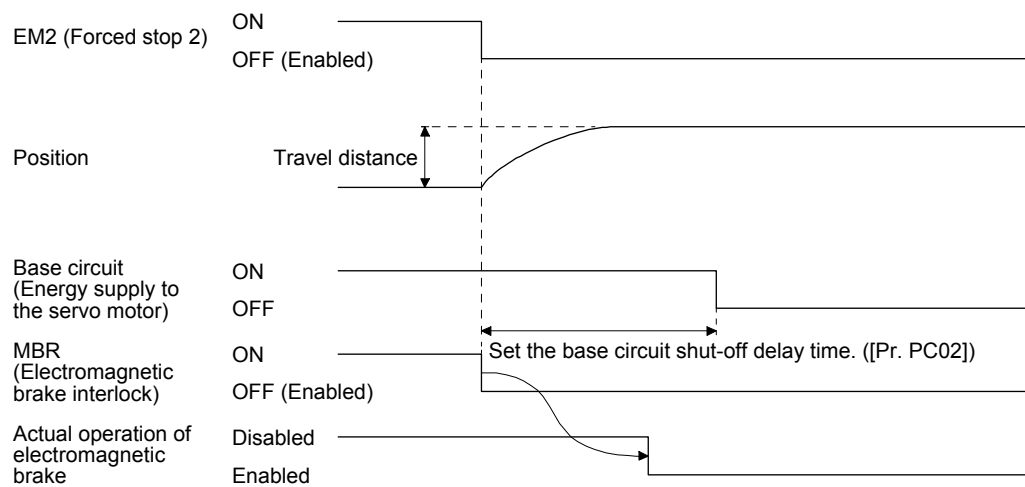 EM2 (Forced stop 2)
ON
OFF (Enabled)
Position
Travel distance
Base circuit
(Energy supply to
the servo motor)
ON
OFF
Set the base circuit shut-off delay time. ([Pr. PC02])
MBR
(Electromagnetic
brake interlock)
ON
OFF (Enabled)
Actual operation of
electromagnetic
brake
Disabled
Enabled